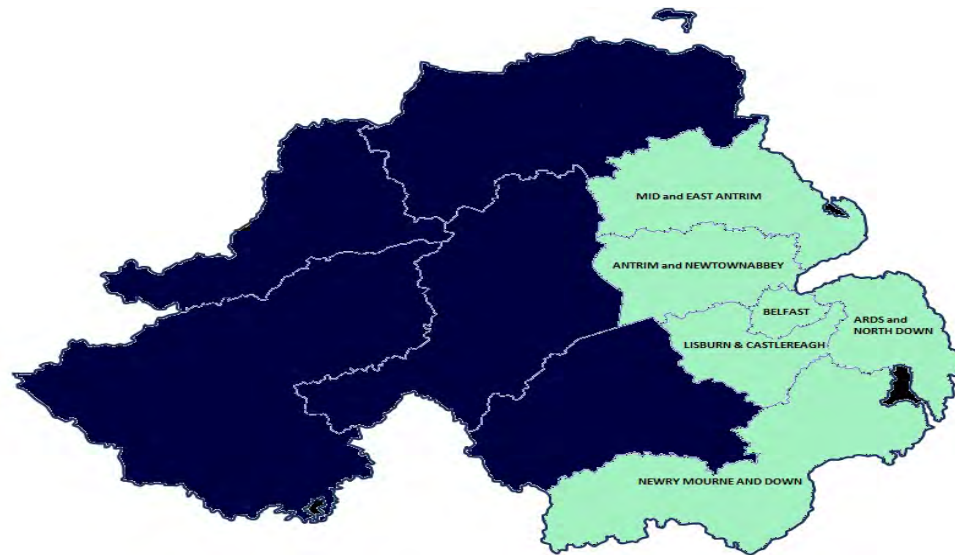 MID and EAST ANTRIM
ANTRIM and NEWTOWNABBEY
BELFAST
ARDS and
NORTH DOWN
LISBURN & CASTLEREAGH
NEWRY MOURNE AND DOWN